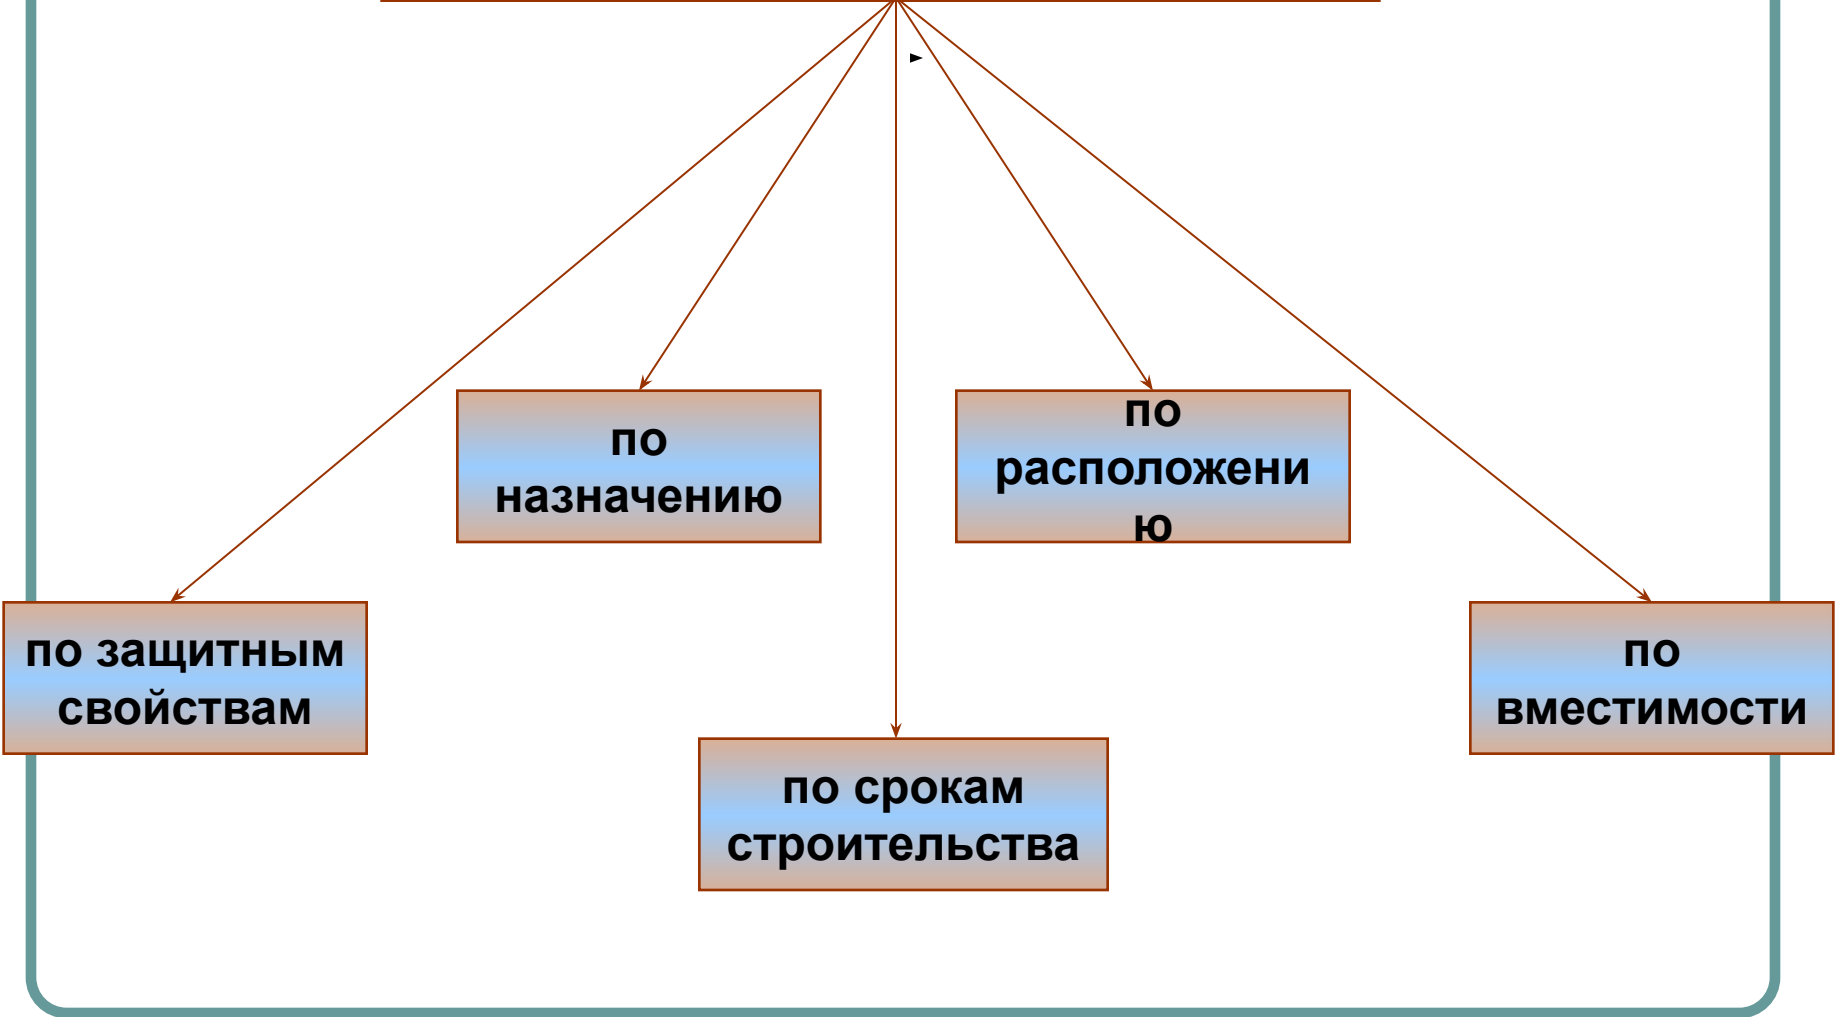 по
назначению
по
расположени
ю
по защитным
свойствам
по
вместимости
по срокам
строительства